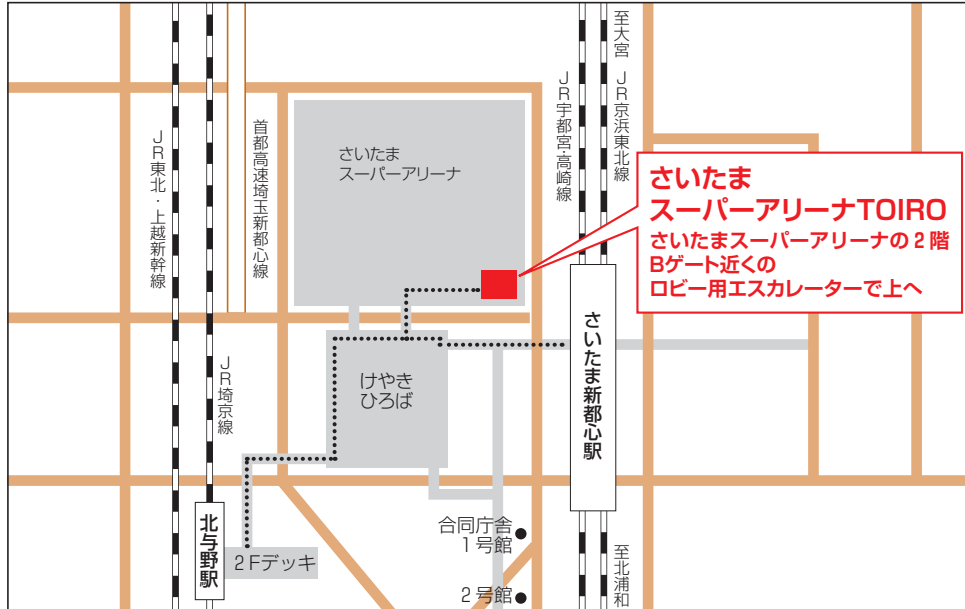 至大宮
JR宇都宮・高崎線
JR京浜東北線
首都高速埼玉新都心線
JR東北・上越新幹線
さいたま
スーパーアリーナ
さいたま
スーパーアリーナTOIRO
さいたまスーパーアリーナの2階
Bゲート近くの
ロビー用エスカレーターで上へ
さいたま新都心駅
JR埼京線
けやき
ひろば
北与野駅
2Fデッキ
合同庁舎
1号館
2号館
至北浦和